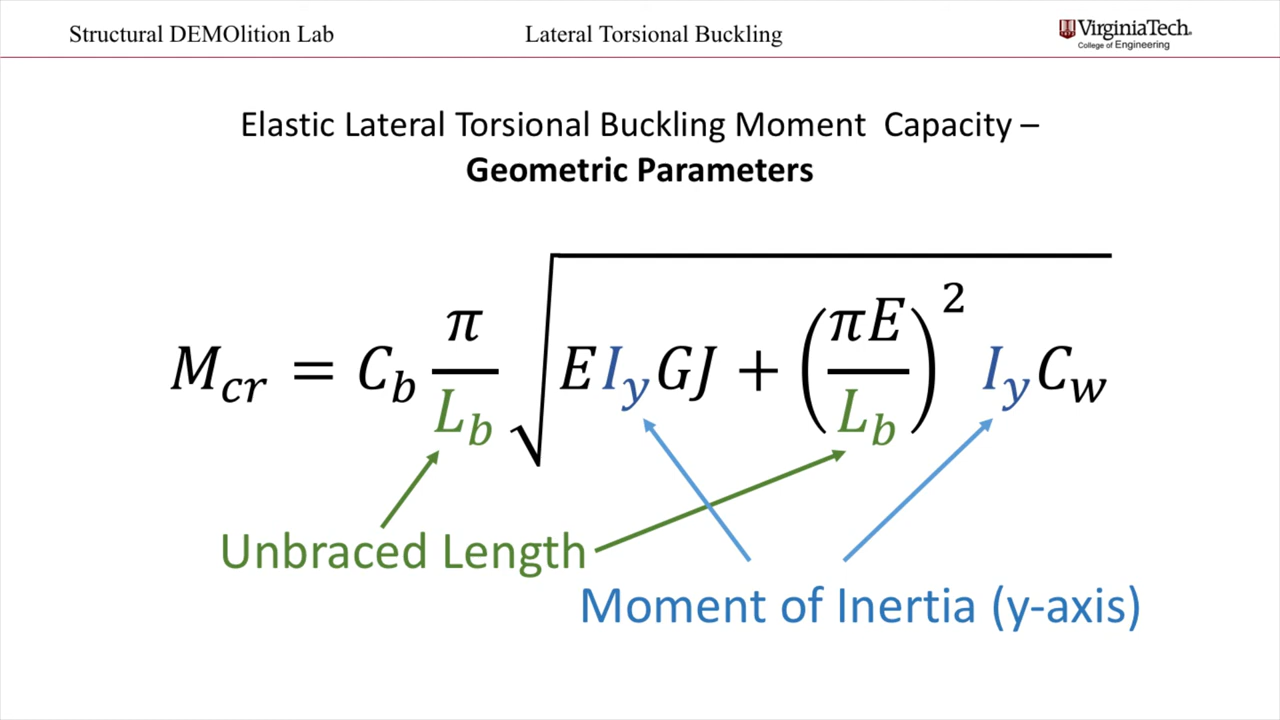 Structural DEMOlition Lab
Lateral Torsional Buckling
VirginiaTech
College of Engineering
Elastic Lateral Torsional Buckling Moment Capacity –
Geometric Parameters
M_cr = C_b π/L_b √(E I_y G J + (πE/L_b)² I_y C_w)
Unbraced Length
Moment of Inertia (y-axis)